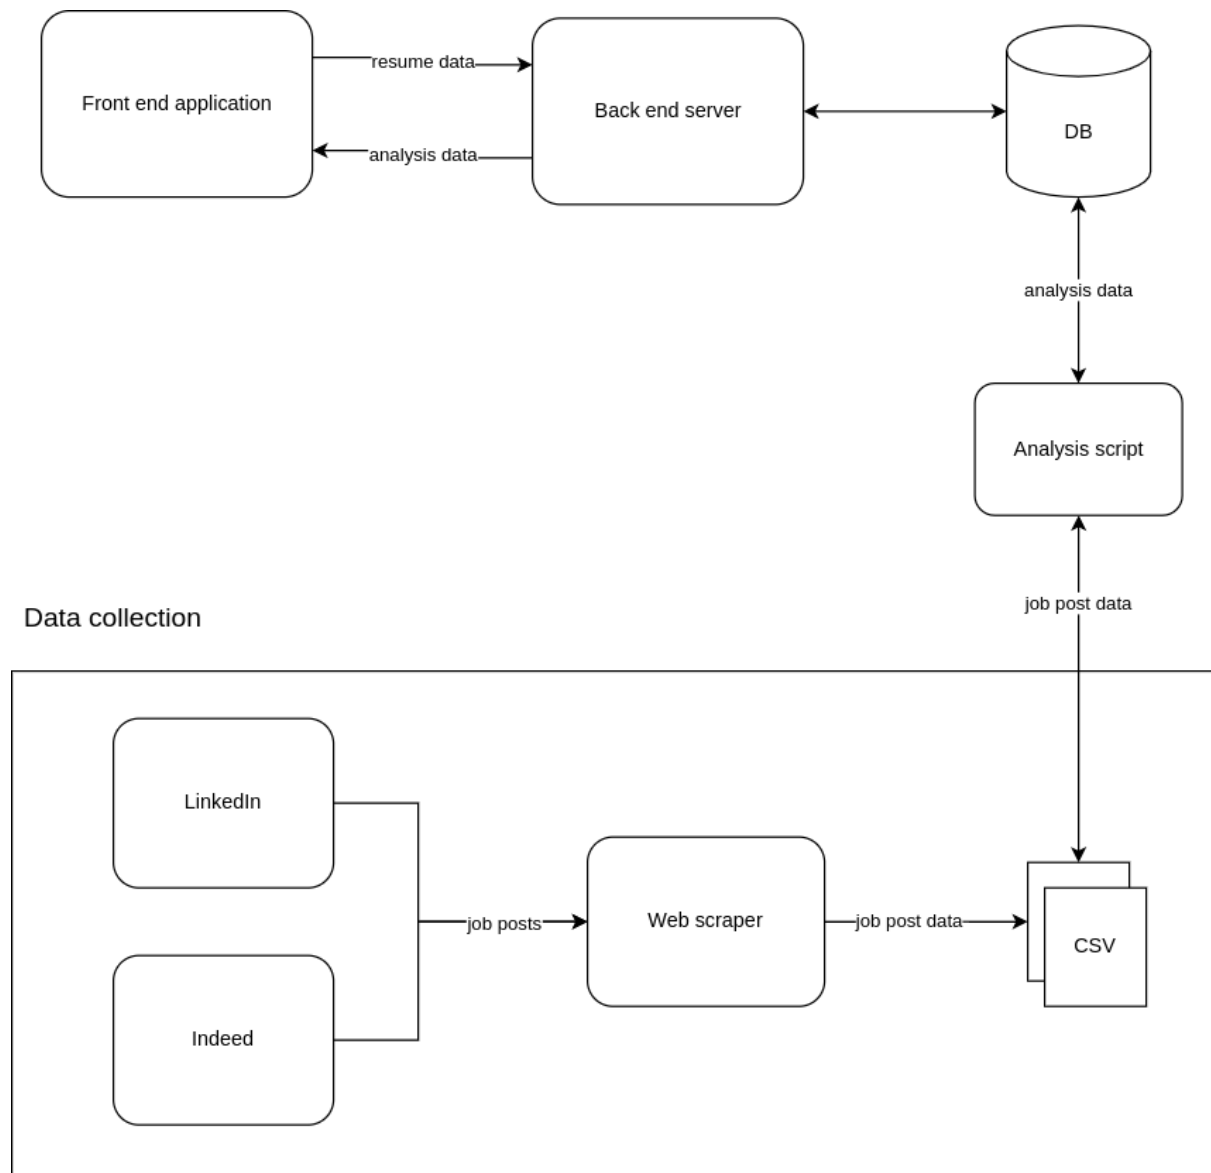 Front end application
resume data
Back end server
analysis data
DB
analysis data
Analysis script
job post data
Data collection
LinkedIn
job posts
Web scraper
job post data
CSV
Indeed